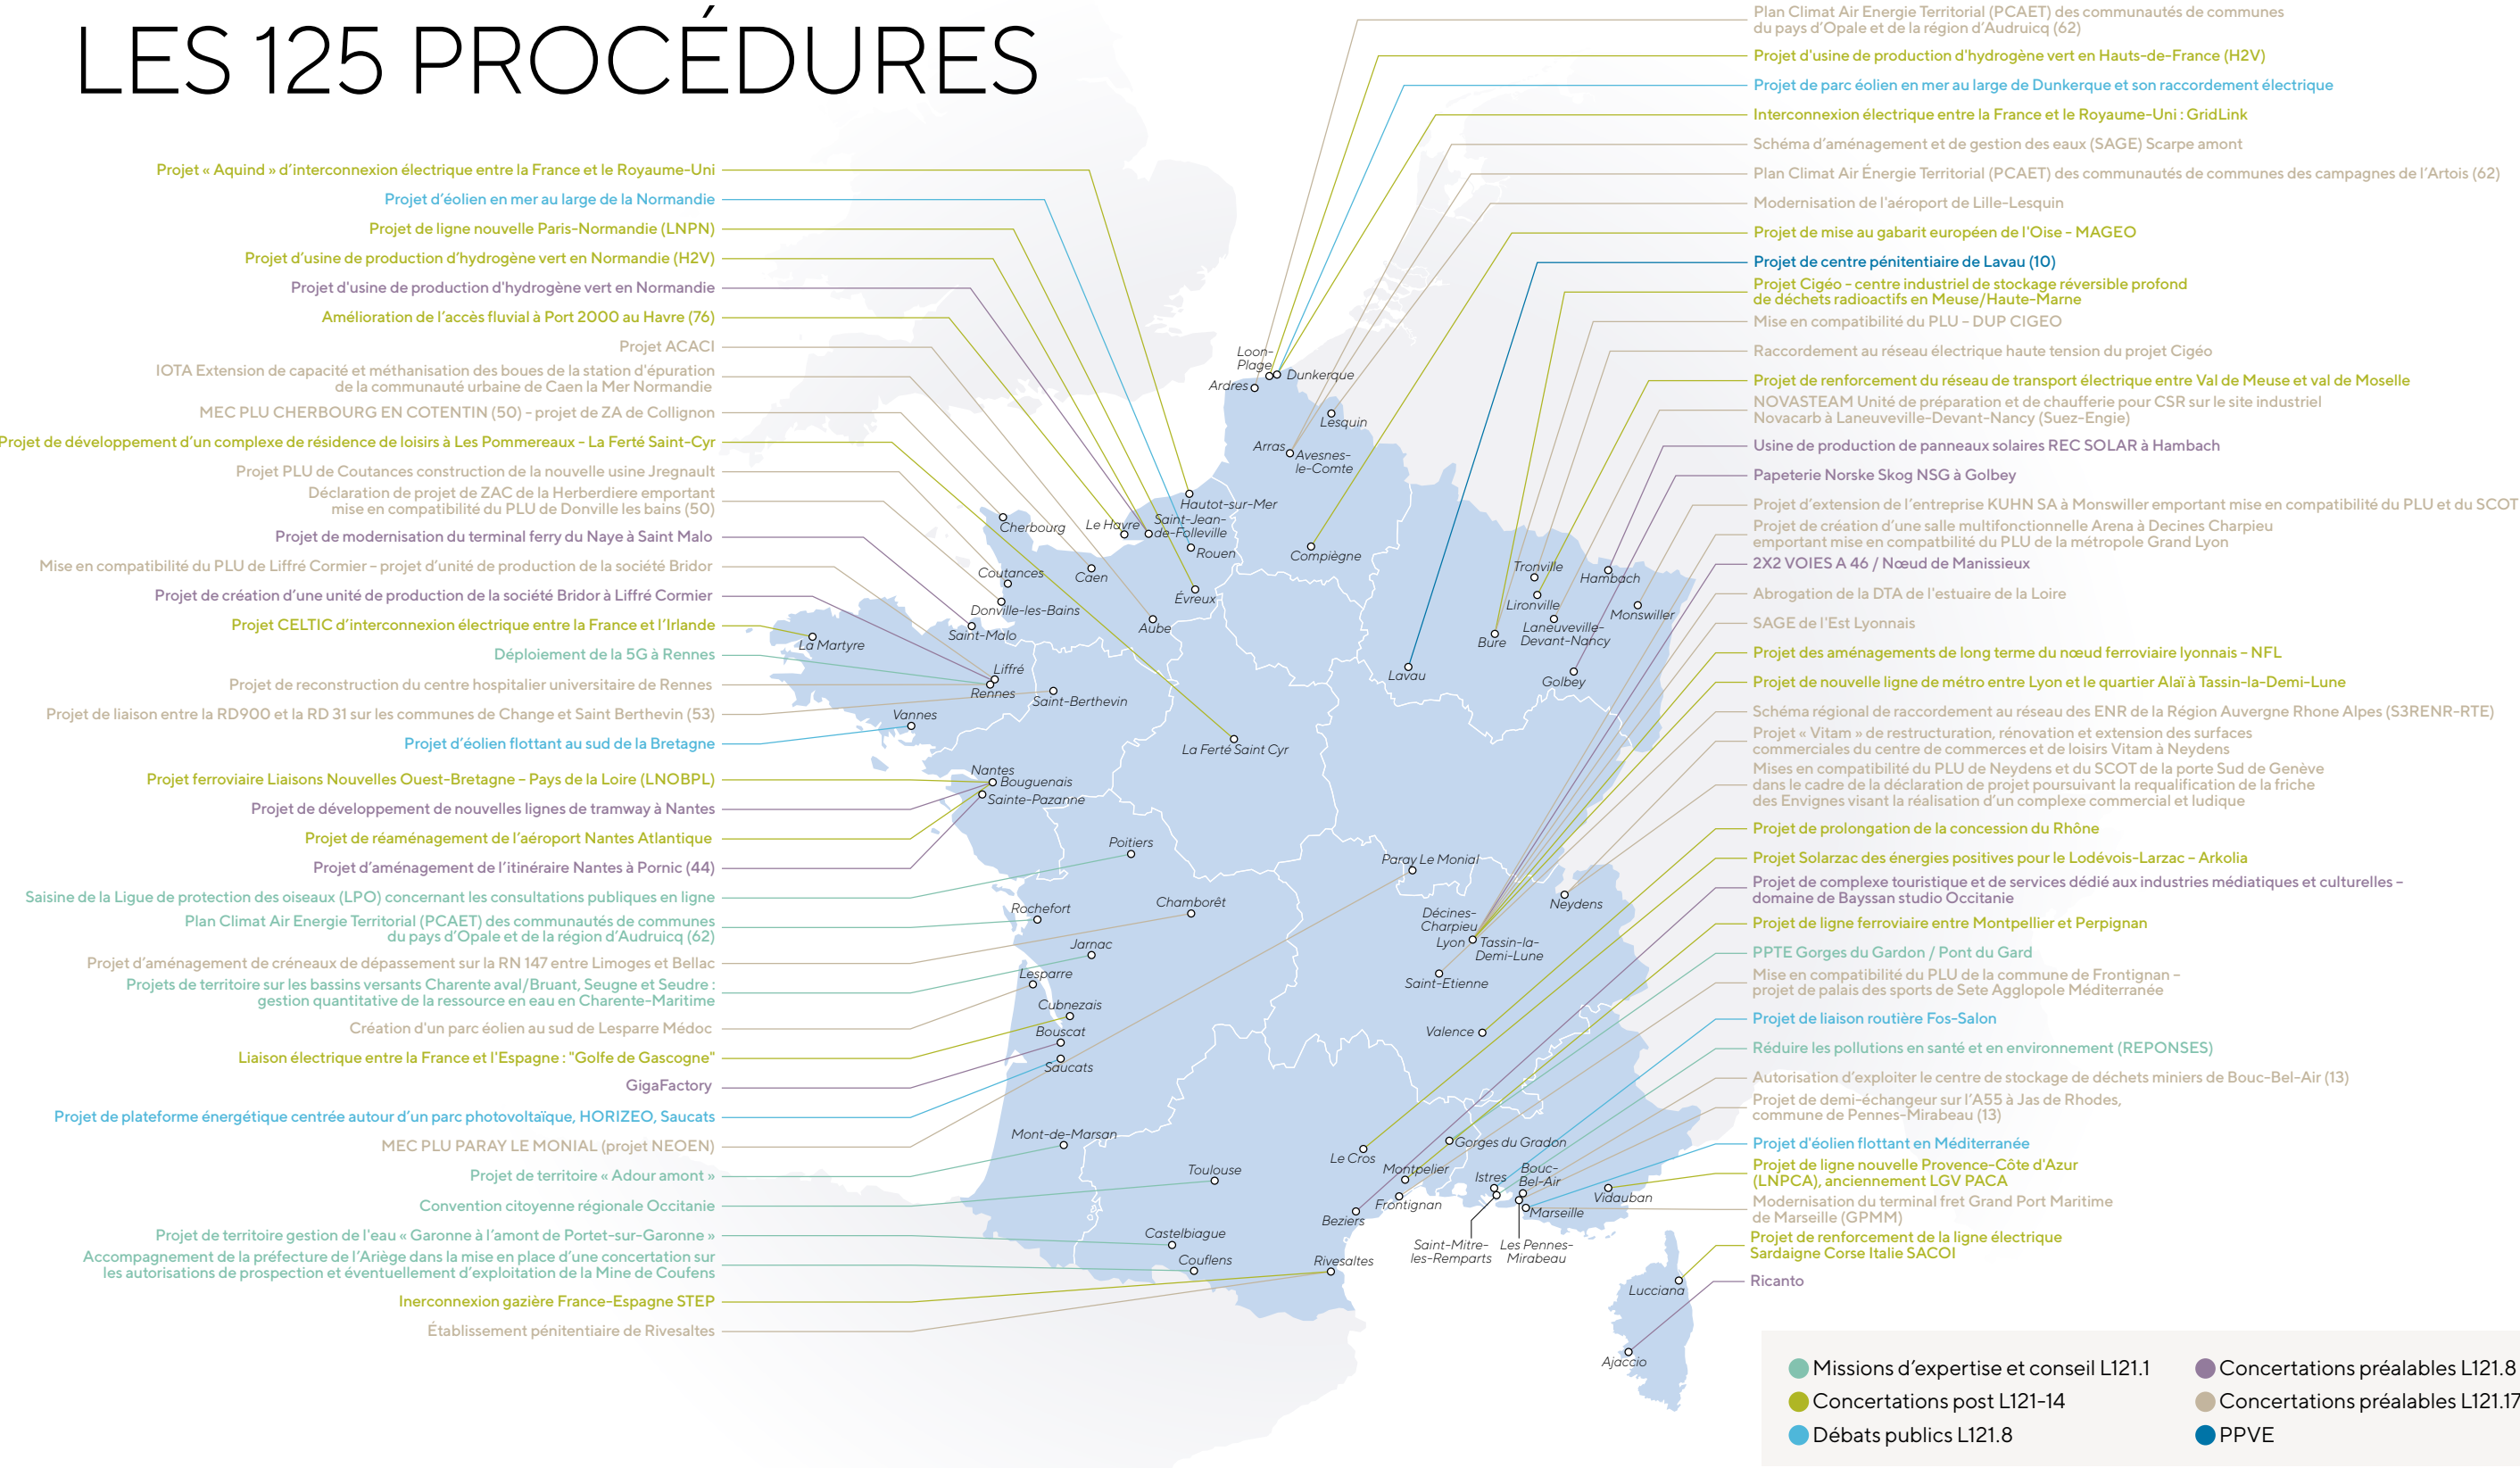 LES 125 PROCÉDURES
Projet « Aquind » d’interconnexion électrique entre la France et le Royaume-Uni
Projet d’éolien en mer au large de la Normandie
Projet de ligne nouvelle Paris-Normandie (LNPN)
Projet d’usine de production d’hydrogène vert en Normandie (H2V)
Projet d'usine de production d'hydrogène vert en Normandie
Amélioration de l’accès fluvial à Port 2000 au Havre (76)
Projet ACACI
IOTA Extension de capacité et méthanisation des boues de la station d'épuration
de la communauté urbaine de Caen la Mer Normandie
MEC PLU CHERBOURG EN COTENTIN (50) - projet de ZA de Collignon
Projet de développement d’un complexe de résidence de loisirs à Les Pommereaux - La Ferté Saint-Cyr
Projet PLU de Coutances construction de la nouvelle usine Jregnault
Déclaration de projet de ZAC de la Herberdiere emportant
mise en compatibilité du PLU de Donville les bains (50)
Projet de modernisation du terminal ferry du Naye à Saint Malo
Mise en compatibilité du PLU de Liffré Cormier – projet d’unité de production de la société Bridor
Projet de création d’une unité de production de la société Bridor à Liffré Cormier
Projet CELTIC d’interconnexion électrique entre la France et l’Irlande
Déploiement de la 5G à Rennes
Projet de reconstruction du centre hospitalier universitaire de Rennes
Projet de liaison entre la RD900 et la RD 31 sur les communes de Change et Saint Berthevin (53)
Projet d’éolien flottant au sud de la Bretagne
Projet ferroviaire Liaisons Nouvelles Ouest-Bretagne – Pays de la Loire (LNOBPL)
Projet de développement de nouvelles lignes de tramway à Nantes
Projet de réaménagement de l’aéroport Nantes Atlantique
Projet d’aménagement de l’itinéraire Nantes à Pornic (44)
Saisine de la Ligue de protection des oiseaux (LPO) concernant les consultations publiques en ligne
Plan Climat Air Energie Territorial (PCAET) des communautés de communes
du pays d’Opale et de la région d’Audruicq (62)
Projet d’aménagement de créneaux de dépassement sur la RN 147 entre Limoges et Bellac
Projets de territoire sur les bassins versants Charente aval/Bruant, Seugne et Seudre :
gestion quantitative de la ressource en eau en Charente-Maritime
Création d'un parc éolien au sud de Lesparre Médoc
Liaison électrique entre la France et l'Espagne : "Golfe de Gascogne"
GigaFactory
Projet de plateforme énergétique centrée autour d’un parc photovoltaïque, HORIZEO, Saucats
MEC PLU PARAY LE MONIAL (projet NEOEN)
Projet de territoire « Adour amont »
Convention citoyenne régionale Occitanie
Projet de territoire gestion de l'eau « Garonne à l’amont de Portet-sur-Garonne »
Accompagnement de la préfecture de l’Ariège dans la mise en place d’une concertation sur
les autorisations de prospection et éventuellement d’exploitation de la Mine de Coufens
Inerconnexion gazière France-Espagne STEP
Établissement pénitentiaire de Rivesaltes
Plan Climat Air Energie Territorial (PCAET) des communautés de communes
du pays d’Opale et de la région d’Audruicq (62)
Projet d'usine de production d'hydrogène vert en Hauts-de-France (H2V)
Projet de parc éolien en mer au large de Dunkerque et son raccordement électrique
Interconnexion électrique entre la France et le Royaume-Uni : GridLink
Schéma d’aménagement et de gestion des eaux (SAGE) Scarpe amont
Plan Climat Air Énergie Territorial (PCAET) des communautés de communes des campagnes de l’Artois (62)
Modernisation de l'aéroport de Lille-Lesquin
Projet de mise au gabarit européen de l'Oise - MAGEO
Projet de centre pénitentiaire de Lavau (10)
Projet Cigéo - centre industriel de stockage réversible profond
de déchets radioactifs en Meuse/Haute-Marne
Mise en compatibilité du PLU – DUP CIGEO
Raccordement au réseau électrique haute tension du projet Cigéo
Projet de renforcement du réseau de transport électrique entre Val de Meuse et val de Moselle
NOVASTEAM Unité de préparation et de chaufferie pour CSR sur le site industriel
Novacarb à Laneuveville-Devant-Nancy (Suez-Engie)
Usine de production de panneaux solaires REC SOLAR à Hambach
Papeterie Norske Skog NSG à Golbey
Projet d’extension de l’entreprise KUHN SA à Monswiller emportant mise en compatibilité du PLU et du SCOT
Projet de création d’une salle multifonctionnelle Arena à Decines Charpieu
emportant mise en compatbilité du PLU de la métropole Grand Lyon
2X2 VOIES A 46 / Nœud de Manissieux
Abrogation de la DTA de l'estuaire de la Loire
SAGE de l'Est Lyonnais
Projet des aménagements de long terme du nœud ferroviaire lyonnais – NFL
Projet de nouvelle ligne de métro entre Lyon et le quartier Alaï à Tassin-la-Demi-Lune
Schéma régional de raccordement au réseau des ENR de la Région Auvergne Rhone Alpes (S3RENR-RTE)
Projet « Vitam » de restructuration, rénovation et extension des surfaces
commerciales du centre de commerces et de loisirs Vitam à Neydens
Mises en compatibilité du PLU de Neydens et du SCOT de la porte Sud de Genève
dans le cadre de la déclaration de projet poursuivant la requalification de la friche
des Envignes visant la réalisation d’un complexe commercial et ludique
Projet de prolongation de la concession du Rhône
Projet Solarzac des énergies positives pour le Lodévois-Larzac – Arkolia
Projet de complexe touristique et de services dédié aux industries médiatiques et culturelles –
domaine de Bayssan studio Occitanie
Projet de ligne ferroviaire entre Montpellier et Perpignan
PPTE Gorges du Gardon / Pont du Gard
Mise en compatibilité du PLU de la commune de Frontignan –
projet de palais des sports de Sete Agglopole Méditerranée
Projet de liaison routière Fos-Salon
Réduire les pollutions en santé et en environnement (REPONSES)
Autorisation d’exploiter le centre de stockage de déchets miniers de Bouc-Bel-Air (13)
Projet de demi-échangeur sur l’A55 à Jas de Rhodes,
commune de Pennes-Mirabeau (13)
Projet d'éolien flottant en Méditerranée
Projet de ligne nouvelle Provence-Côte d'Azur
(LNPCA), anciennement LGV PACA
Modernisation du terminal fret Grand Port Maritime
de Marseille (GPMM)
Projet de renforcement de la ligne électrique
Sardaigne Corse Italie SACOI
Ricanto
Loon-
Plage
Dunkerque
Ardres
Lesquin
Arras
Avesnes-
le-Comte
Hautot-sur-Mer
Cherbourg
Le Havre
Saint-Jean-
de-Folleville
Rouen
Compiègne
Coutances
Caen
Évreux
Donville-les-Bains
Aube
Saint-Malo
La Martyre
Tronville
Hambach
Lironville
Monswiller
Laneuveville-
Devant-Nancy
Bure
Lavau
Golbey
Liffré
Rennes
Saint-Berthevin
Vannes
La Ferté Saint Cyr
Nantes
Bouguenais
Sainte-Pazanne
Poitiers
Paray Le Monial
Chamborêt
Neydens
Rochefort
Décines-
Charpieu
Lyon
Tassin-la-
Demi-Lune
Jarnac
Lesparre
Saint-Etienne
Cubnezais
Bouscat
Valence
Saucats
Mont-de-Marsan
Gorges du Gradon
Le Cros
Toulouse
Montpelier
Istres
Bouc-
Bel-Air
Vidauban
Frontignan
Beziers
Marseille
Castelbiague
Saint-Mitre-
les-Remparts
Les Pennes-
Mirabeau
Couflens
Rivesaltes
Lucciana
Ajaccio
Missions d’expertise et conseil L121.1
Concertations post L121-14
Débats publics L121.8
Concertations préalables L121.8
Concertations préalables L121.17
PPVE